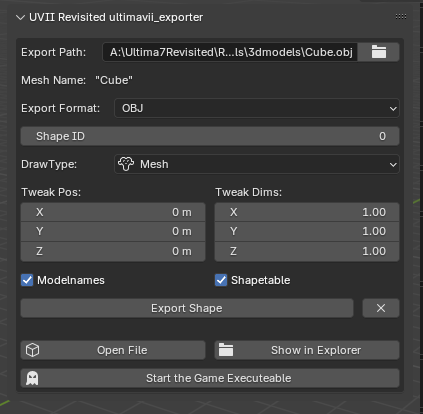 UVII Revisited ultimavii_exporter
Export Path: A:\Ultima7Revisited\R...ls\3dmodels\Cube.obj
Mesh Name: "Cube"
Export Format: OBJ
Shape ID 0
DrawType: Mesh
Tweak Pos: Tweak Dims:
X 0 m X 1.00
Y 0 m Y 1.00
Z 0 m Z 1.00
Modelnames Shapetable
Export Shape
Open File Show in Explorer
Start the Game Executeable